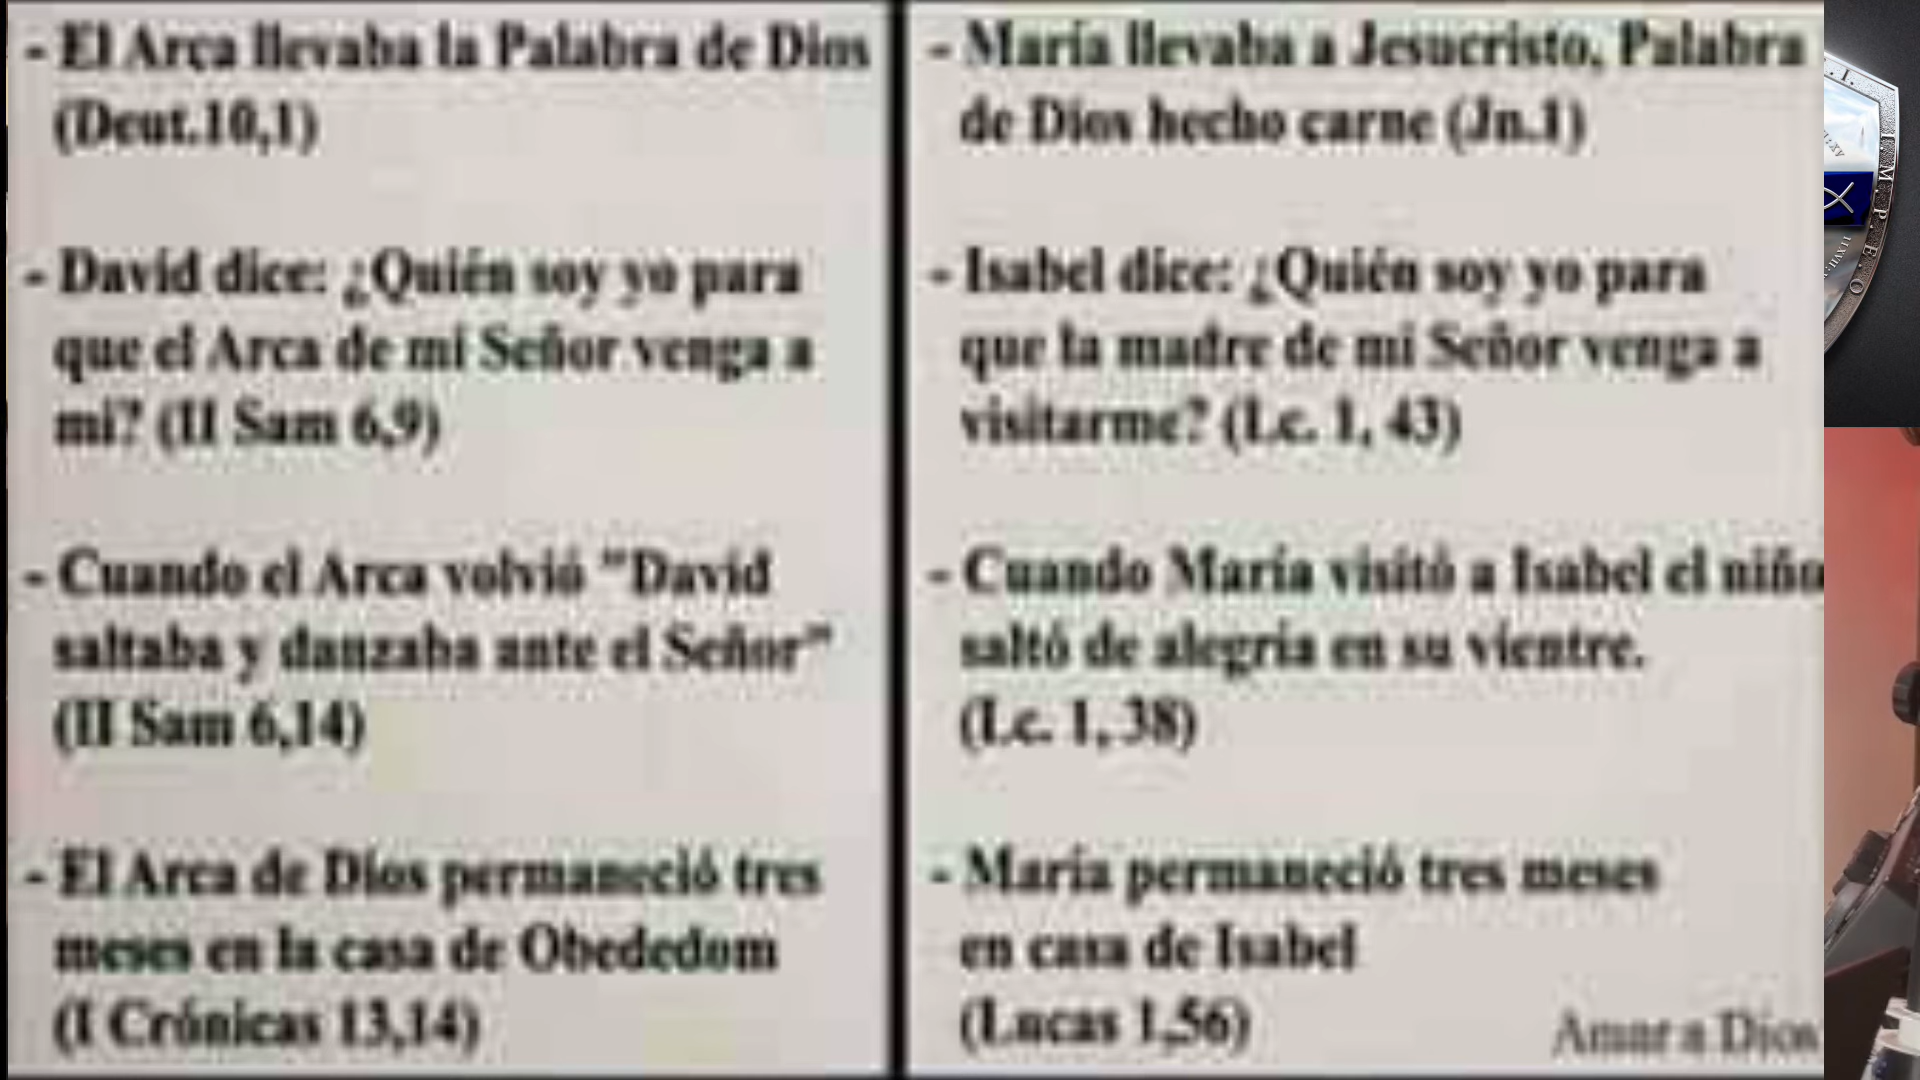 - El Arca llevaba la Palabra de Dios
(Deut.10,1)
- David dice: ¿Quién soy yo para
que el Arca de mi Señor venga a
mi? (II Sam 6,9)
- Cuando el Arca volvió "David
saltaba y danzaba ante el Señor"
(II Sam 6,14)
- El Arca de Dios permaneció tres
meses en la casa de Obededom
(I Crónicas 13,14)
- María llevaba a Jesucristo, Palabra
de Dios hecho carne (Jn.1)
- Isabel dice: ¿Quién soy yo para
que la madre de mi Señor venga a
visitarme? (Lc. 1, 43)
- Cuando María visitó a Isabel el niño
saltó de alegria en su vientre.
(Lc. 1, 38)
- María permaneció tres meses
en casa de Isabel
(Lucas 1,56)
Amar a Dios